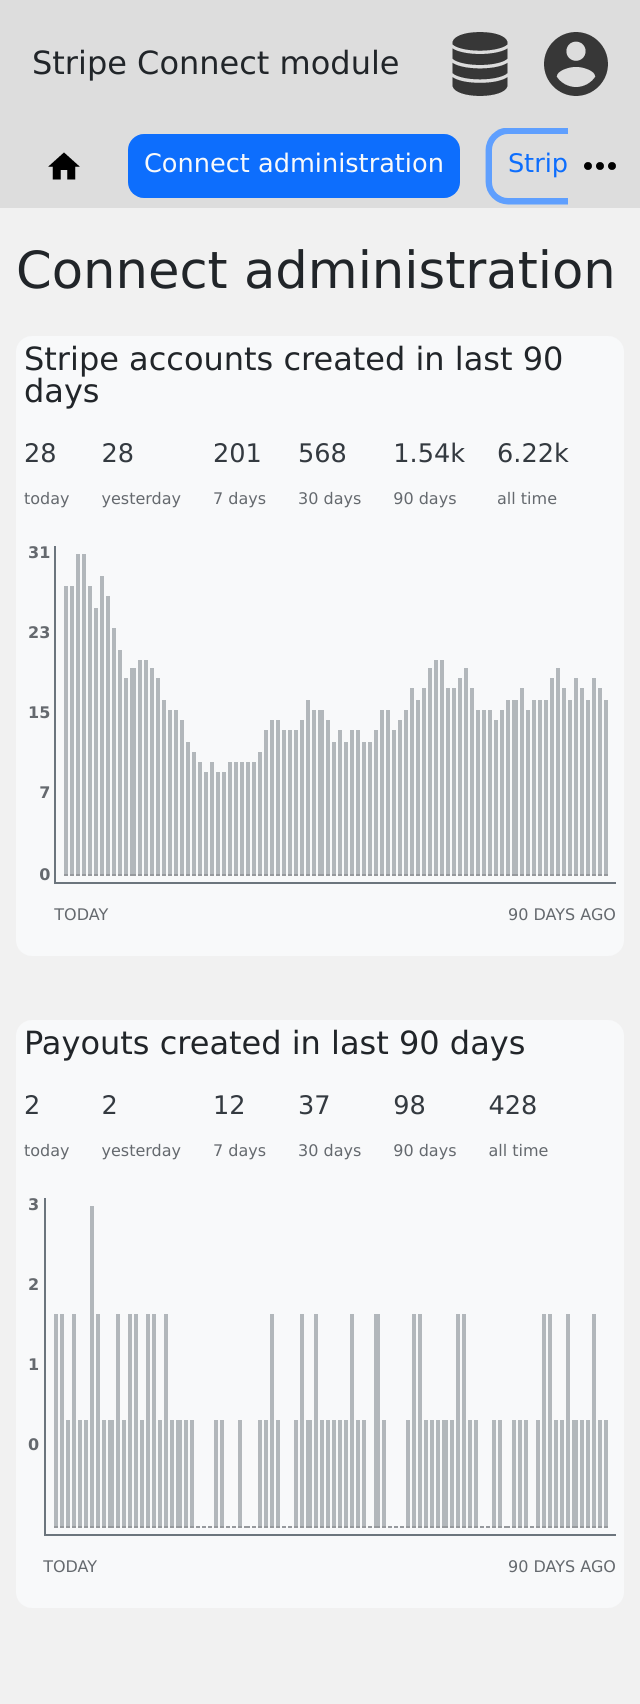 Stripe Connect module
Connect administration
Strip
Connect administration
Stripe accounts created in last 90
days
28 28 201 568 1.54k 6.22k
today yesterday 7 days 30 days 90 days all time
31
23
15
7
0
TODAY 90 DAYS AGO
Payouts created in last 90 days
2 2 12 37 98 428
today yesterday 7 days 30 days 90 days all time
3
2
1
0
TODAY 90 DAYS AGO